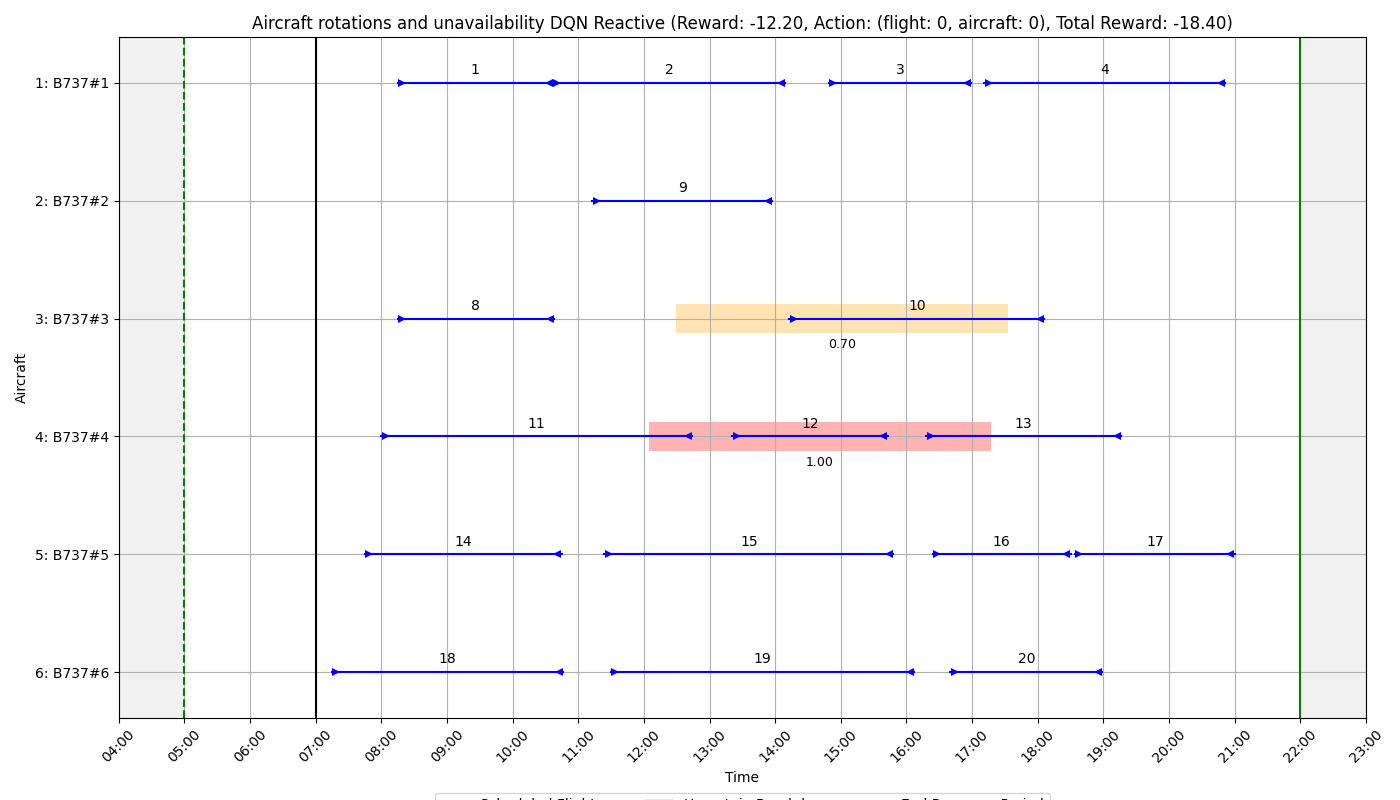 Aircraft rotations and unavailability DQN Reactive (Reward: -12.20, Action: (flight: 0, aircraft: 0), Total Reward: -18.40)
1: B737#1
1 2 3 4
2: B737#2
9
3: B737#3
8 10
0.70
4: B737#4
11 12 13
1.00
5: B737#5
14 15 16 17
6: B737#6
18 19 20
Aircraft
04:00 05:00 06:00 07:00 08:00 09:00 10:00 11:00 12:00 13:00 14:00 15:00 16:00 17:00 18:00 19:00 20:00 21:00 22:00 23:00
Time